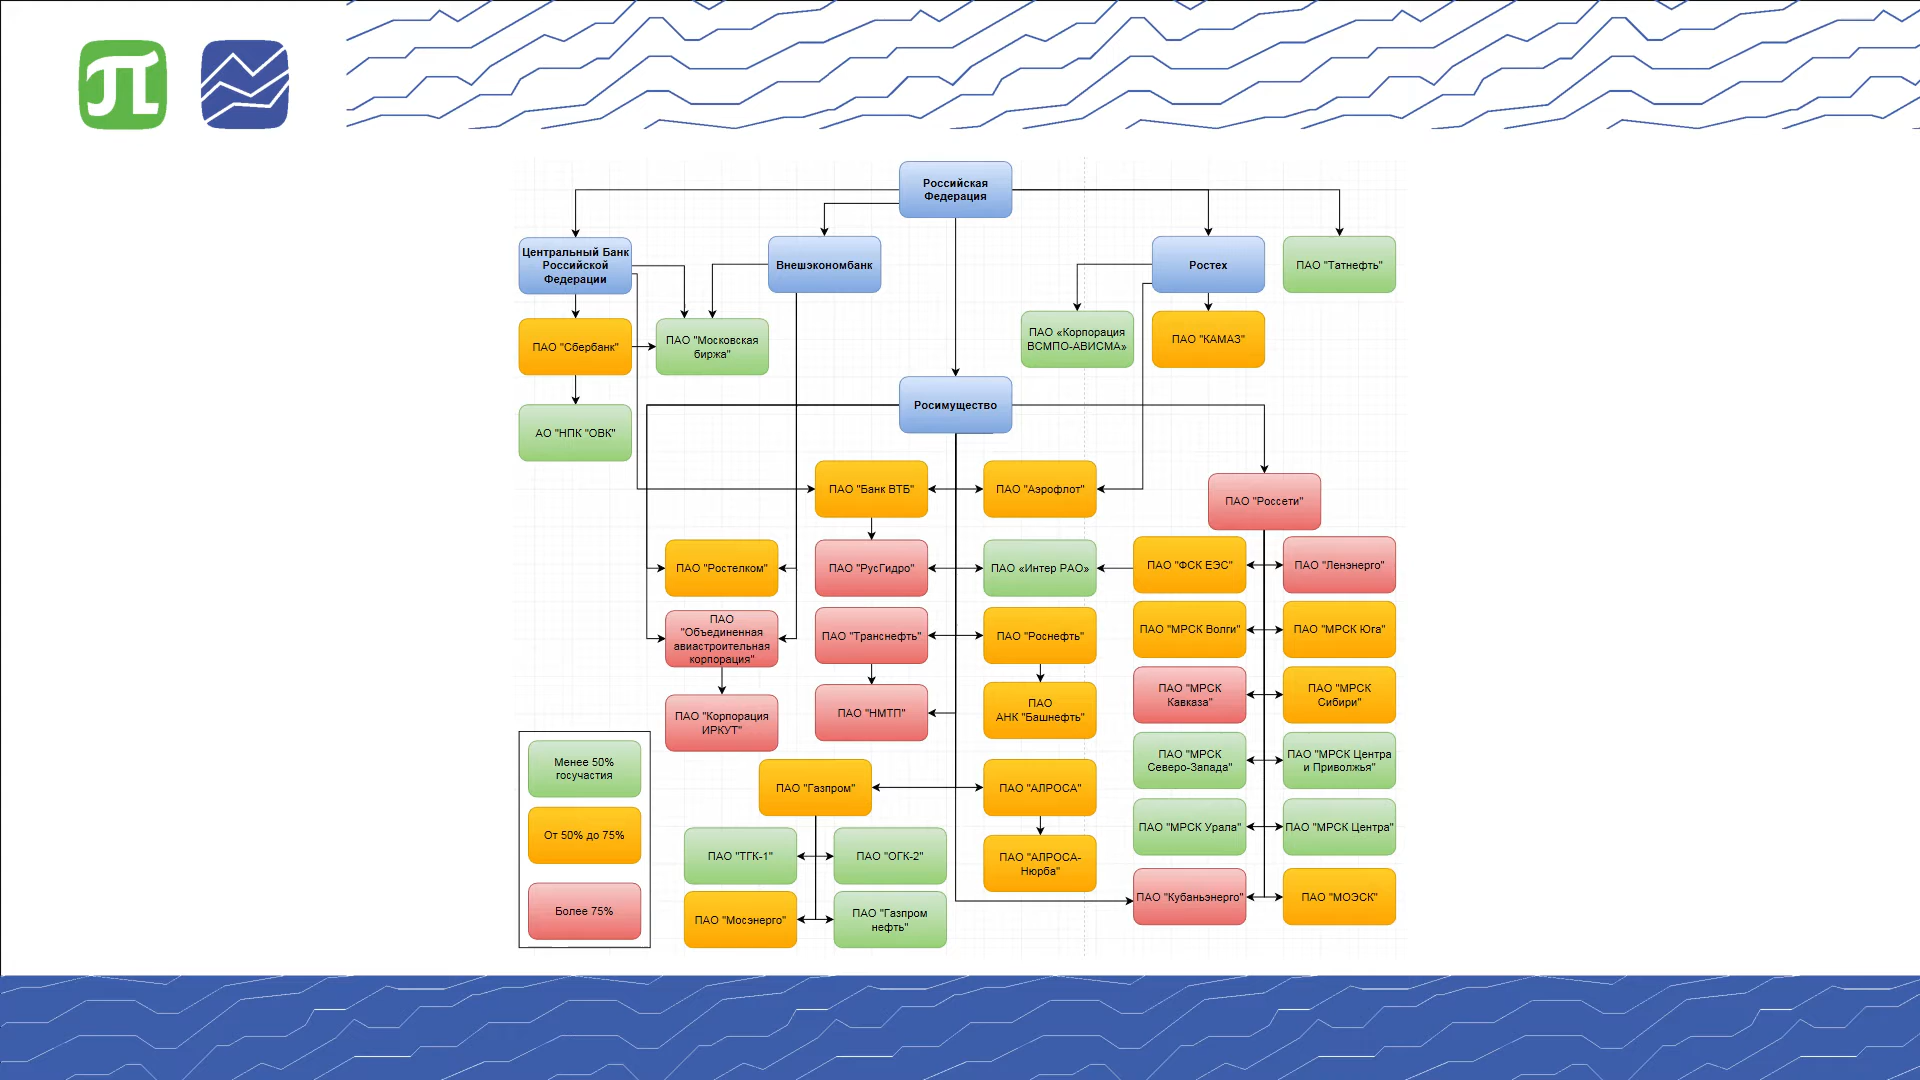 Российская
Федерация
Центральный Банк
Российской
Федерации
Внешэкономбанк
Ростех
ПАО "Татнефть"
ПАО "Сбербанк"
ПАО "Московская
биржа"
ПАО «Корпорация
ВСМПО-АВИСМА»
ПАО "КАМАЗ"
Росимущество
АО "НПК "ОВК"
ПАО "Банк ВТБ"
ПАО "Аэрофлот"
ПАО "Россети"
ПАО "Ростелком"
ПАО "РусГидро"
ПАО «Интер РАО»
ПАО "ФСК ЕЭС"
ПАО "Ленэнерго"
ПАО
"Объединенная
авиастроительная
корпорация"
ПАО "Транснефть"
ПАО "Роснефть"
ПАО "МРСК Волги"
ПАО "МРСК Юга"
ПАО "Корпорация
ИРКУТ"
ПАО "НМТП"
ПАО
АНК "Башнефть"
ПАО "МРСК
Кавказа"
ПАО "МРСК
Сибири"
ПАО "МРСК
Северо-Запада"
ПАО "МРСК Центра
и Приволжья"
Менее 50%
госучастия
ПАО "Газпром"
ПАО "АЛРОСА"
От 50% до 75%
ПАО "МРСК Урала"
ПАО "МРСК Центра"
ПАО "ТГК-1"
ПАО "ОГК-2"
ПАО "АЛРОСА-
Нюрба"
Более 75%
ПАО "Мосэнерго"
ПАО "Газпром
нефть"
ПАО "Кубаньэнерго"
ПАО "МОЭСК"